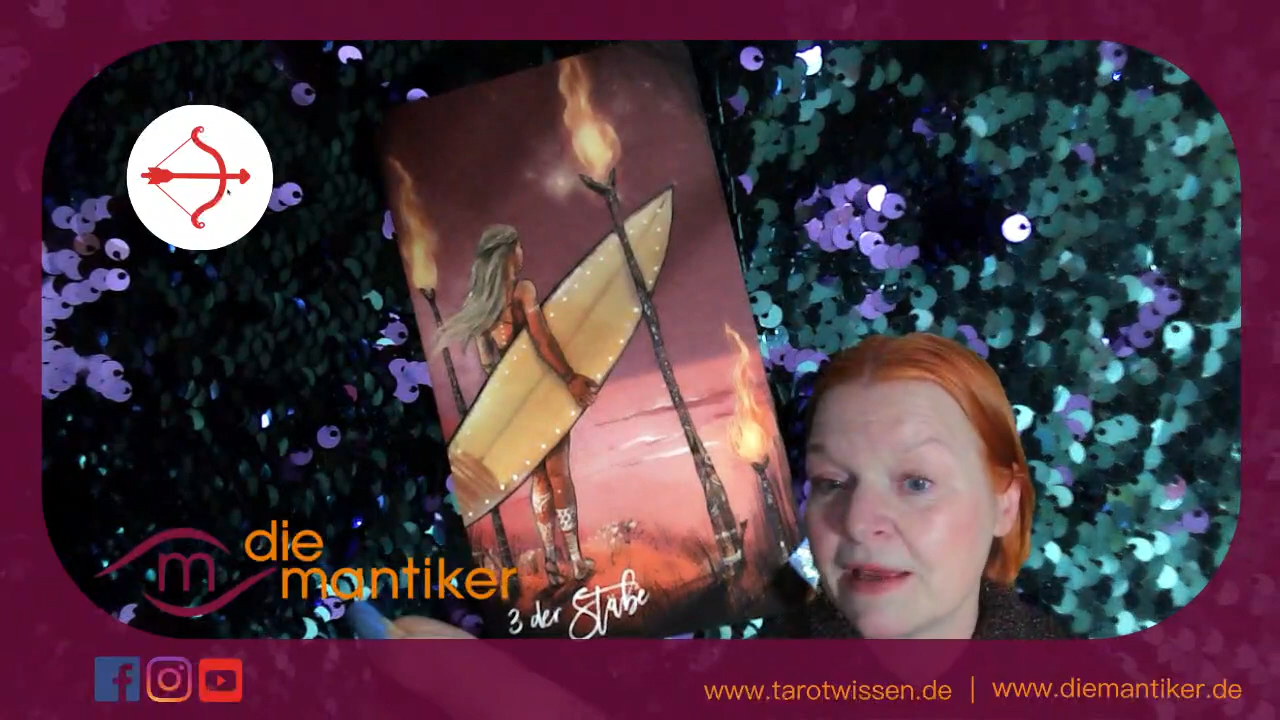 die
mantiker
m
3 der Stäbe
www.tarotwissen.de | www.diemantiker.de